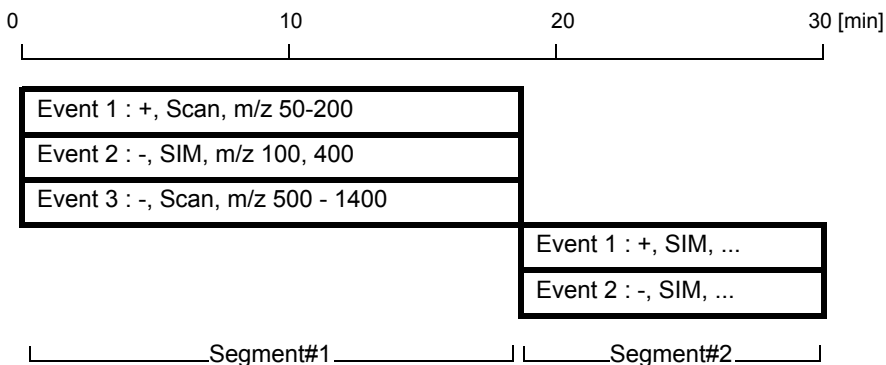 0 10 20 30 [min]
Event 1 : +, Scan, m/z 50-200
Event 2 : -, SIM, m/z 100, 400
Event 3 : -, Scan, m/z 500 - 1400
Event 1 : +, SIM, ...
Event 2 : -, SIM, ...
Segment#1 Segment#2